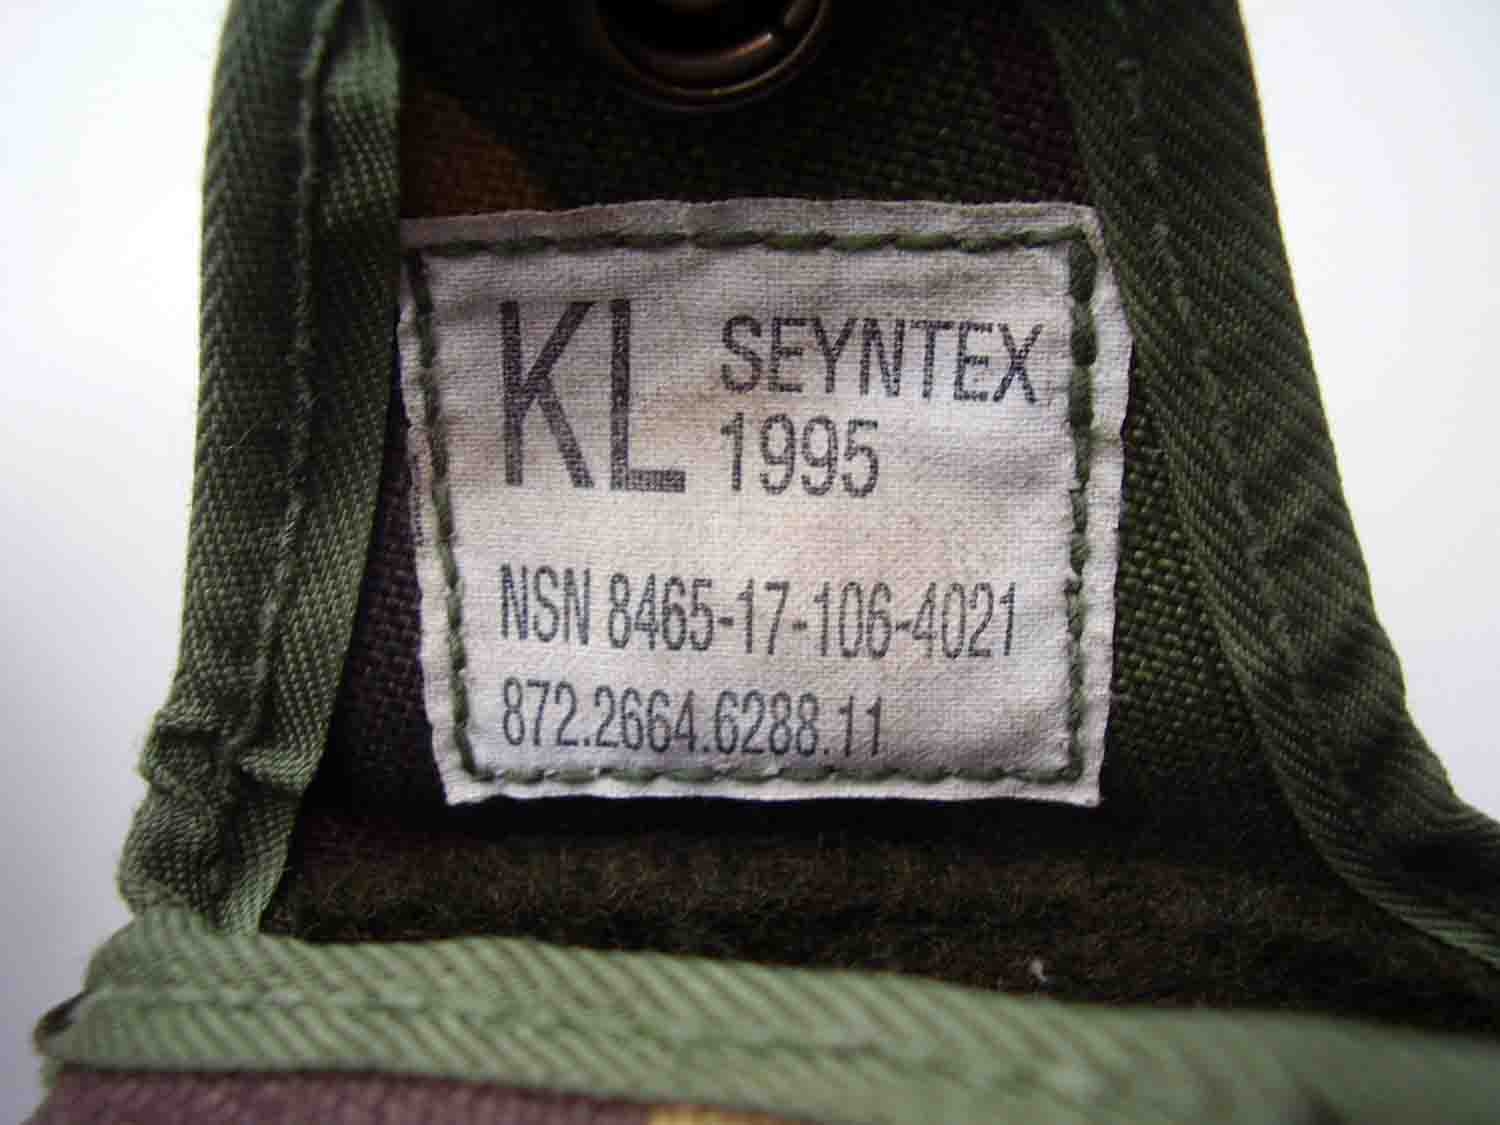 KL SEYNTEX
1995
NSN 8465-17-106-4021
872.2664.6288.11